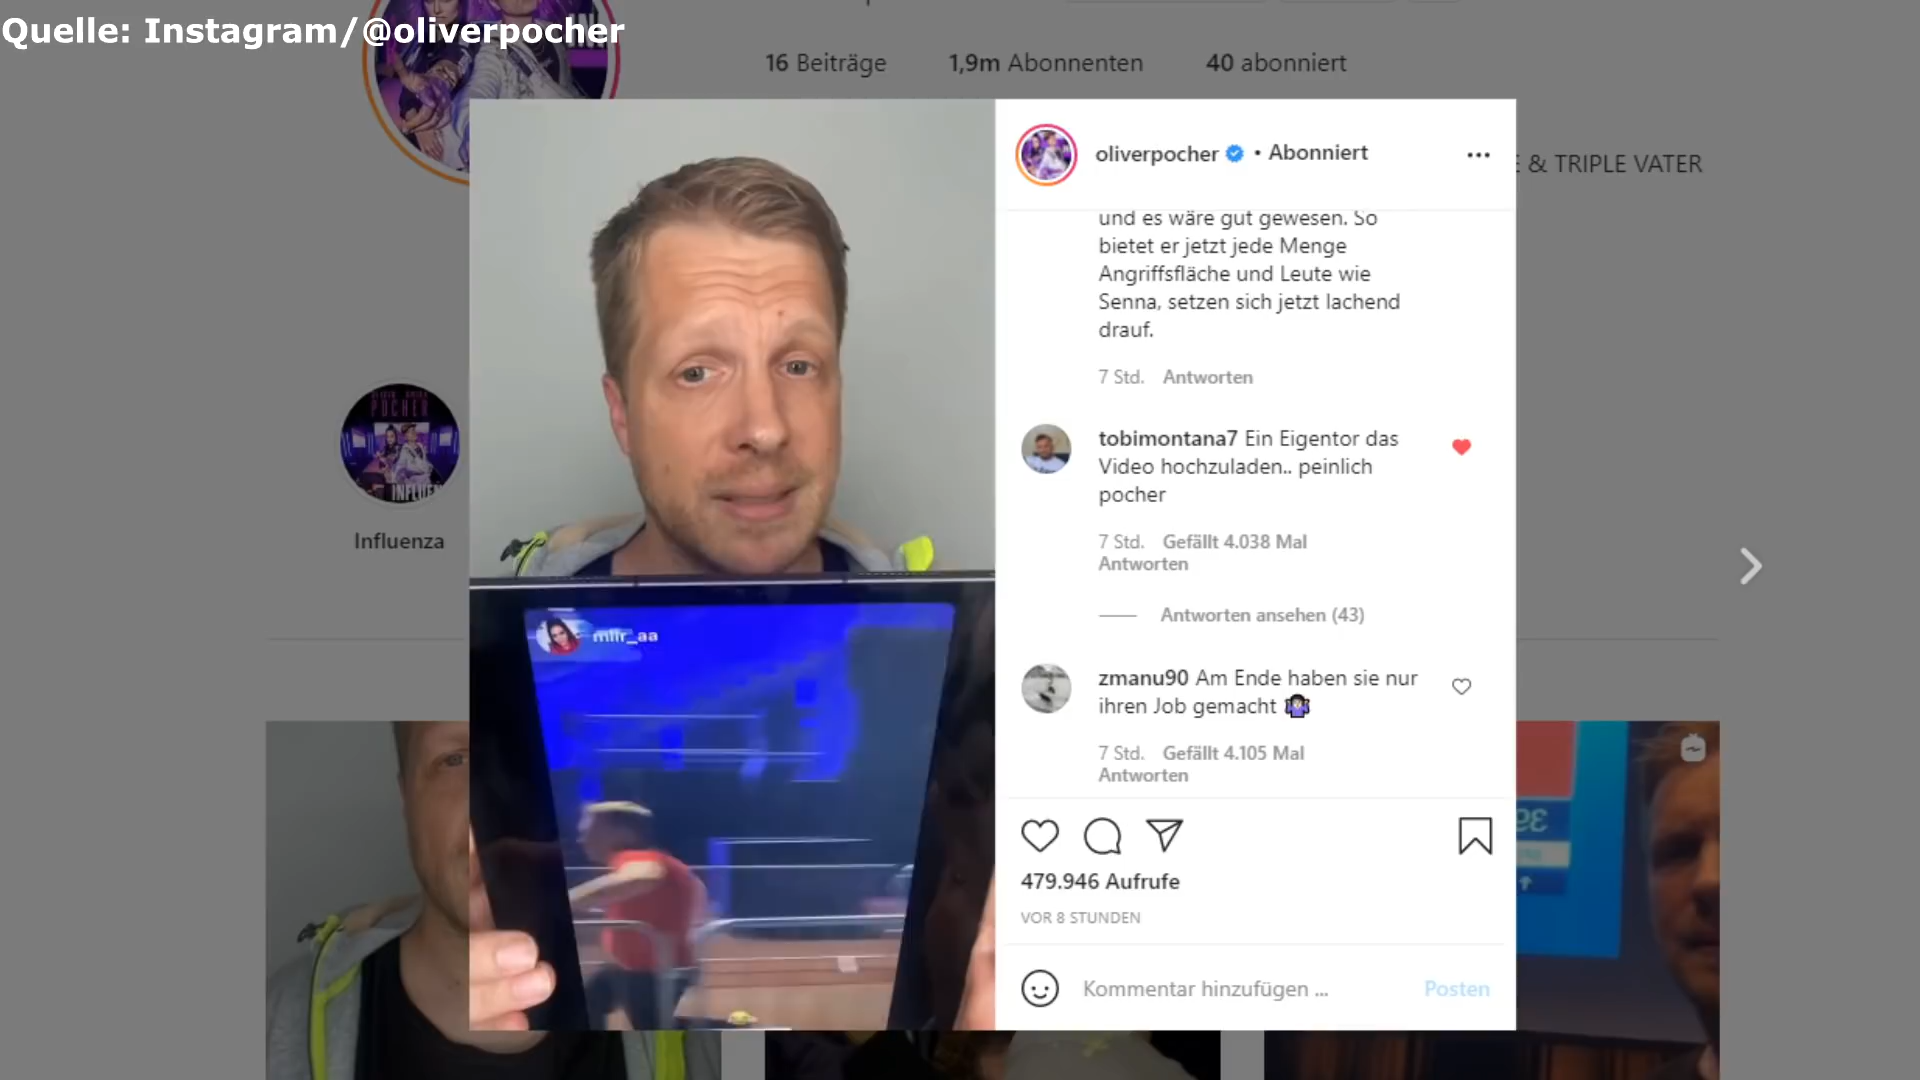 Quelle: Instagram/@oliverpocher
16 Beiträge 1,9m Abonnenten 40 abonniert
& TRIPLE VATER
oliverpocher • Abonniert
und es wäre gut gewesen. So
bietet er jetzt jede Menge
Angriffsfläche und Leute wie
Senna, setzen sich jetzt lachend
drauf.
7 Std. Antworten
tobimontana7 Ein Eigentor das
Video hochzuladen.. peinlich
pocher
7 Std. Gefällt 4.038 Mal
Antworten
Antworten ansehen (43)
zmanu90 Am Ende haben sie nur
ihren Job gemacht 🤷🏻‍♀️
7 Std. Gefällt 4.105 Mal
Antworten
479.946 Aufrufe
VOR 8 STUNDEN
Kommentar hinzufügen ...
Posten
POCHER
Influenza